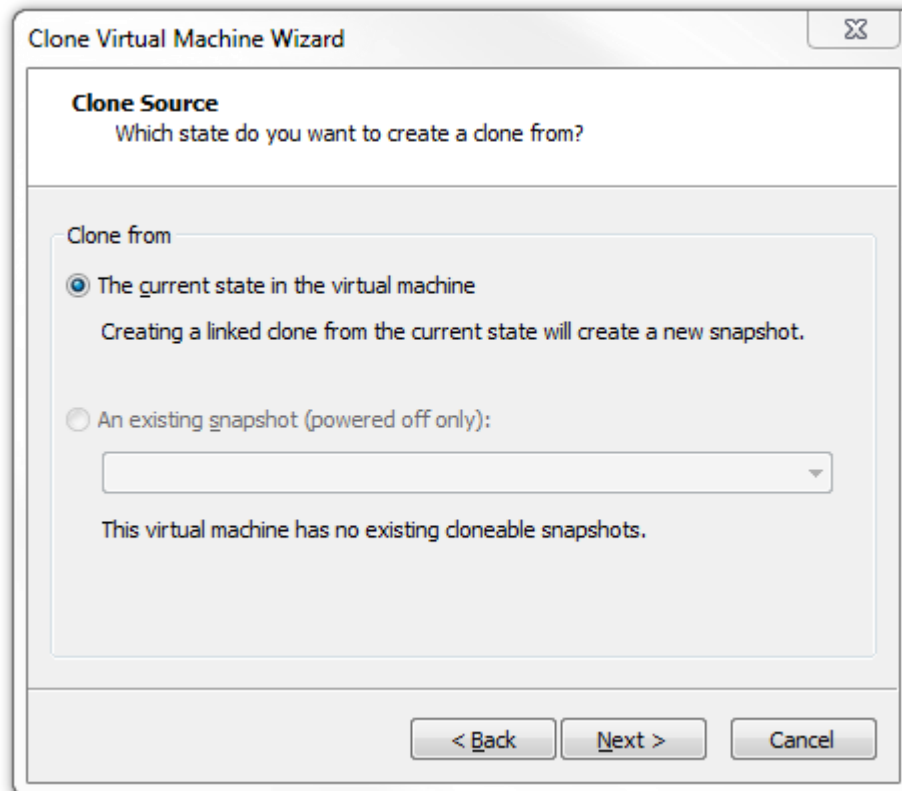 Clone Virtual Machine Wizard
Clone Source
Which state do you want to create a clone from?
Clone from
The current state in the virtual machine
Creating a linked clone from the current state will create a new snapshot.
An existing snapshot (powered off only):
This virtual machine has no existing cloneable snapshots.
< Back Next > Cancel